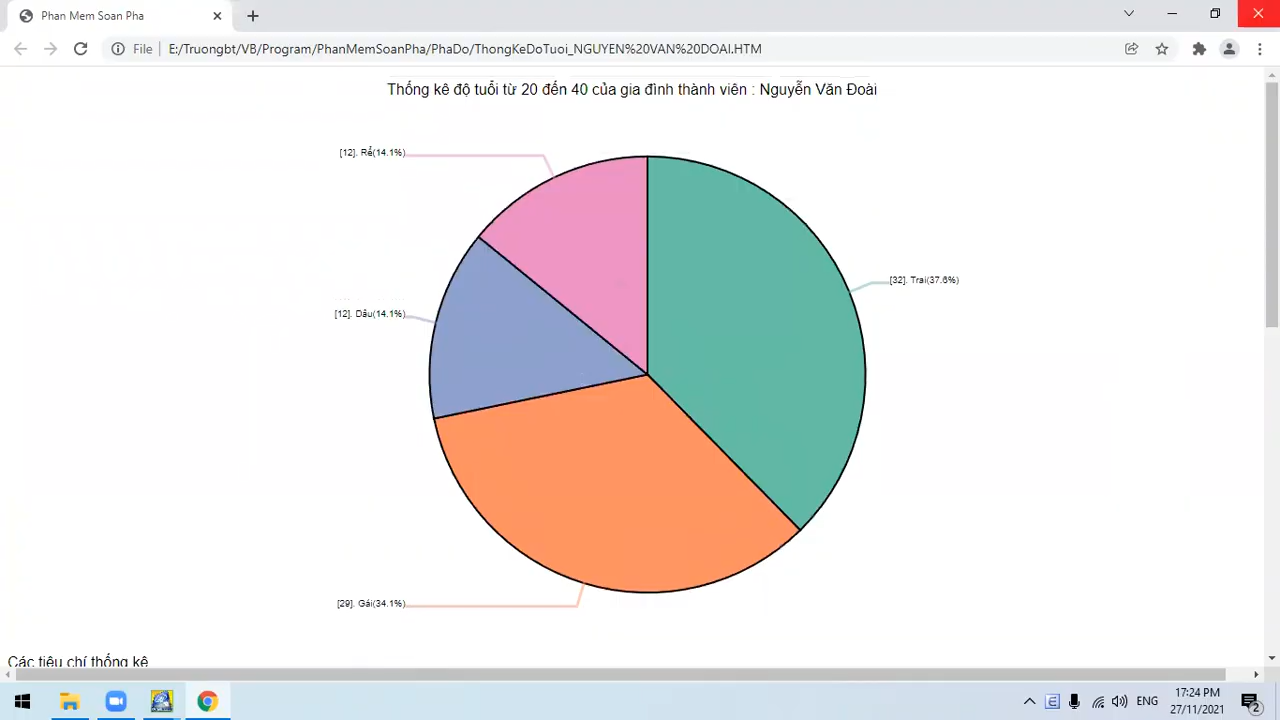 Phan Mem Soan Pha
File
E:/Truongbt/VB/Program/PhanMemSoanPha/PhaDo/ThongKeDoTuoi_NGUYEN%20VAN%20DOAI.HTM
Thống kê độ tuổi từ 20 đến 40 của gia đình thành viên : Nguyễn Văn Đoài
[12]. Rể(14.1%)
[32]. Trai(37.6%)
[12]. Dâu(14.1%)
[29]. Gái(34.1%)
Các tiêu chí thống kê
ENG
17:24 PM
27/11/2021
2